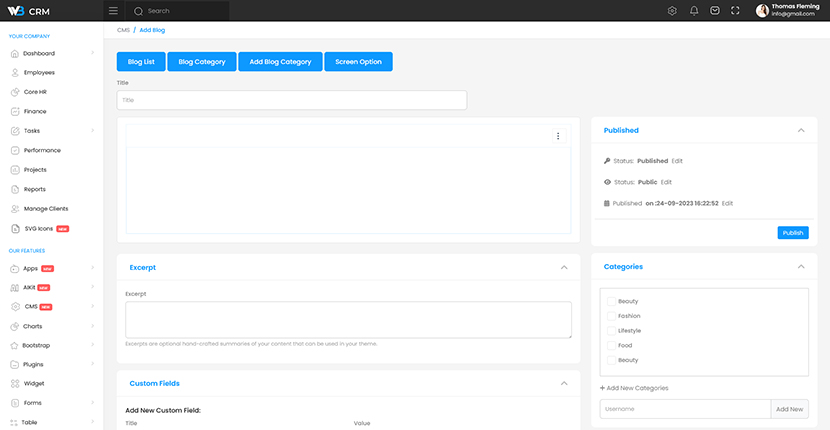 W3 CRM
Search
Thomas Fleming
info@gmail.com
YOUR COMPANY
Dashboard
Employees
Core HR
Finance
Tasks
Performance
Projects
Reports
Manage Clients
SVG Icons NEW
OUR FEATURES
Apps NEW
AIKit NEW
CMS NEW
Charts
Bootstrap
Plugins
Widget
Forms
Table
CMS / Add Blog
Blog List Blog Category Add Blog Category Screen Option
Title
Title
Excerpt
Excerpt
Excerpts are optional hand-crafted summaries of your content that can be used in your theme.
Custom Fields
Add New Custom Field:
Title Value
Published
Status: Published Edit
Status: Public Edit
Published on :24-09-2023 16:22:52 Edit
Publish
Categories
Beauty
Fashion
Lifestyle
Food
Beauty
+ Add New Categories
Username Add New